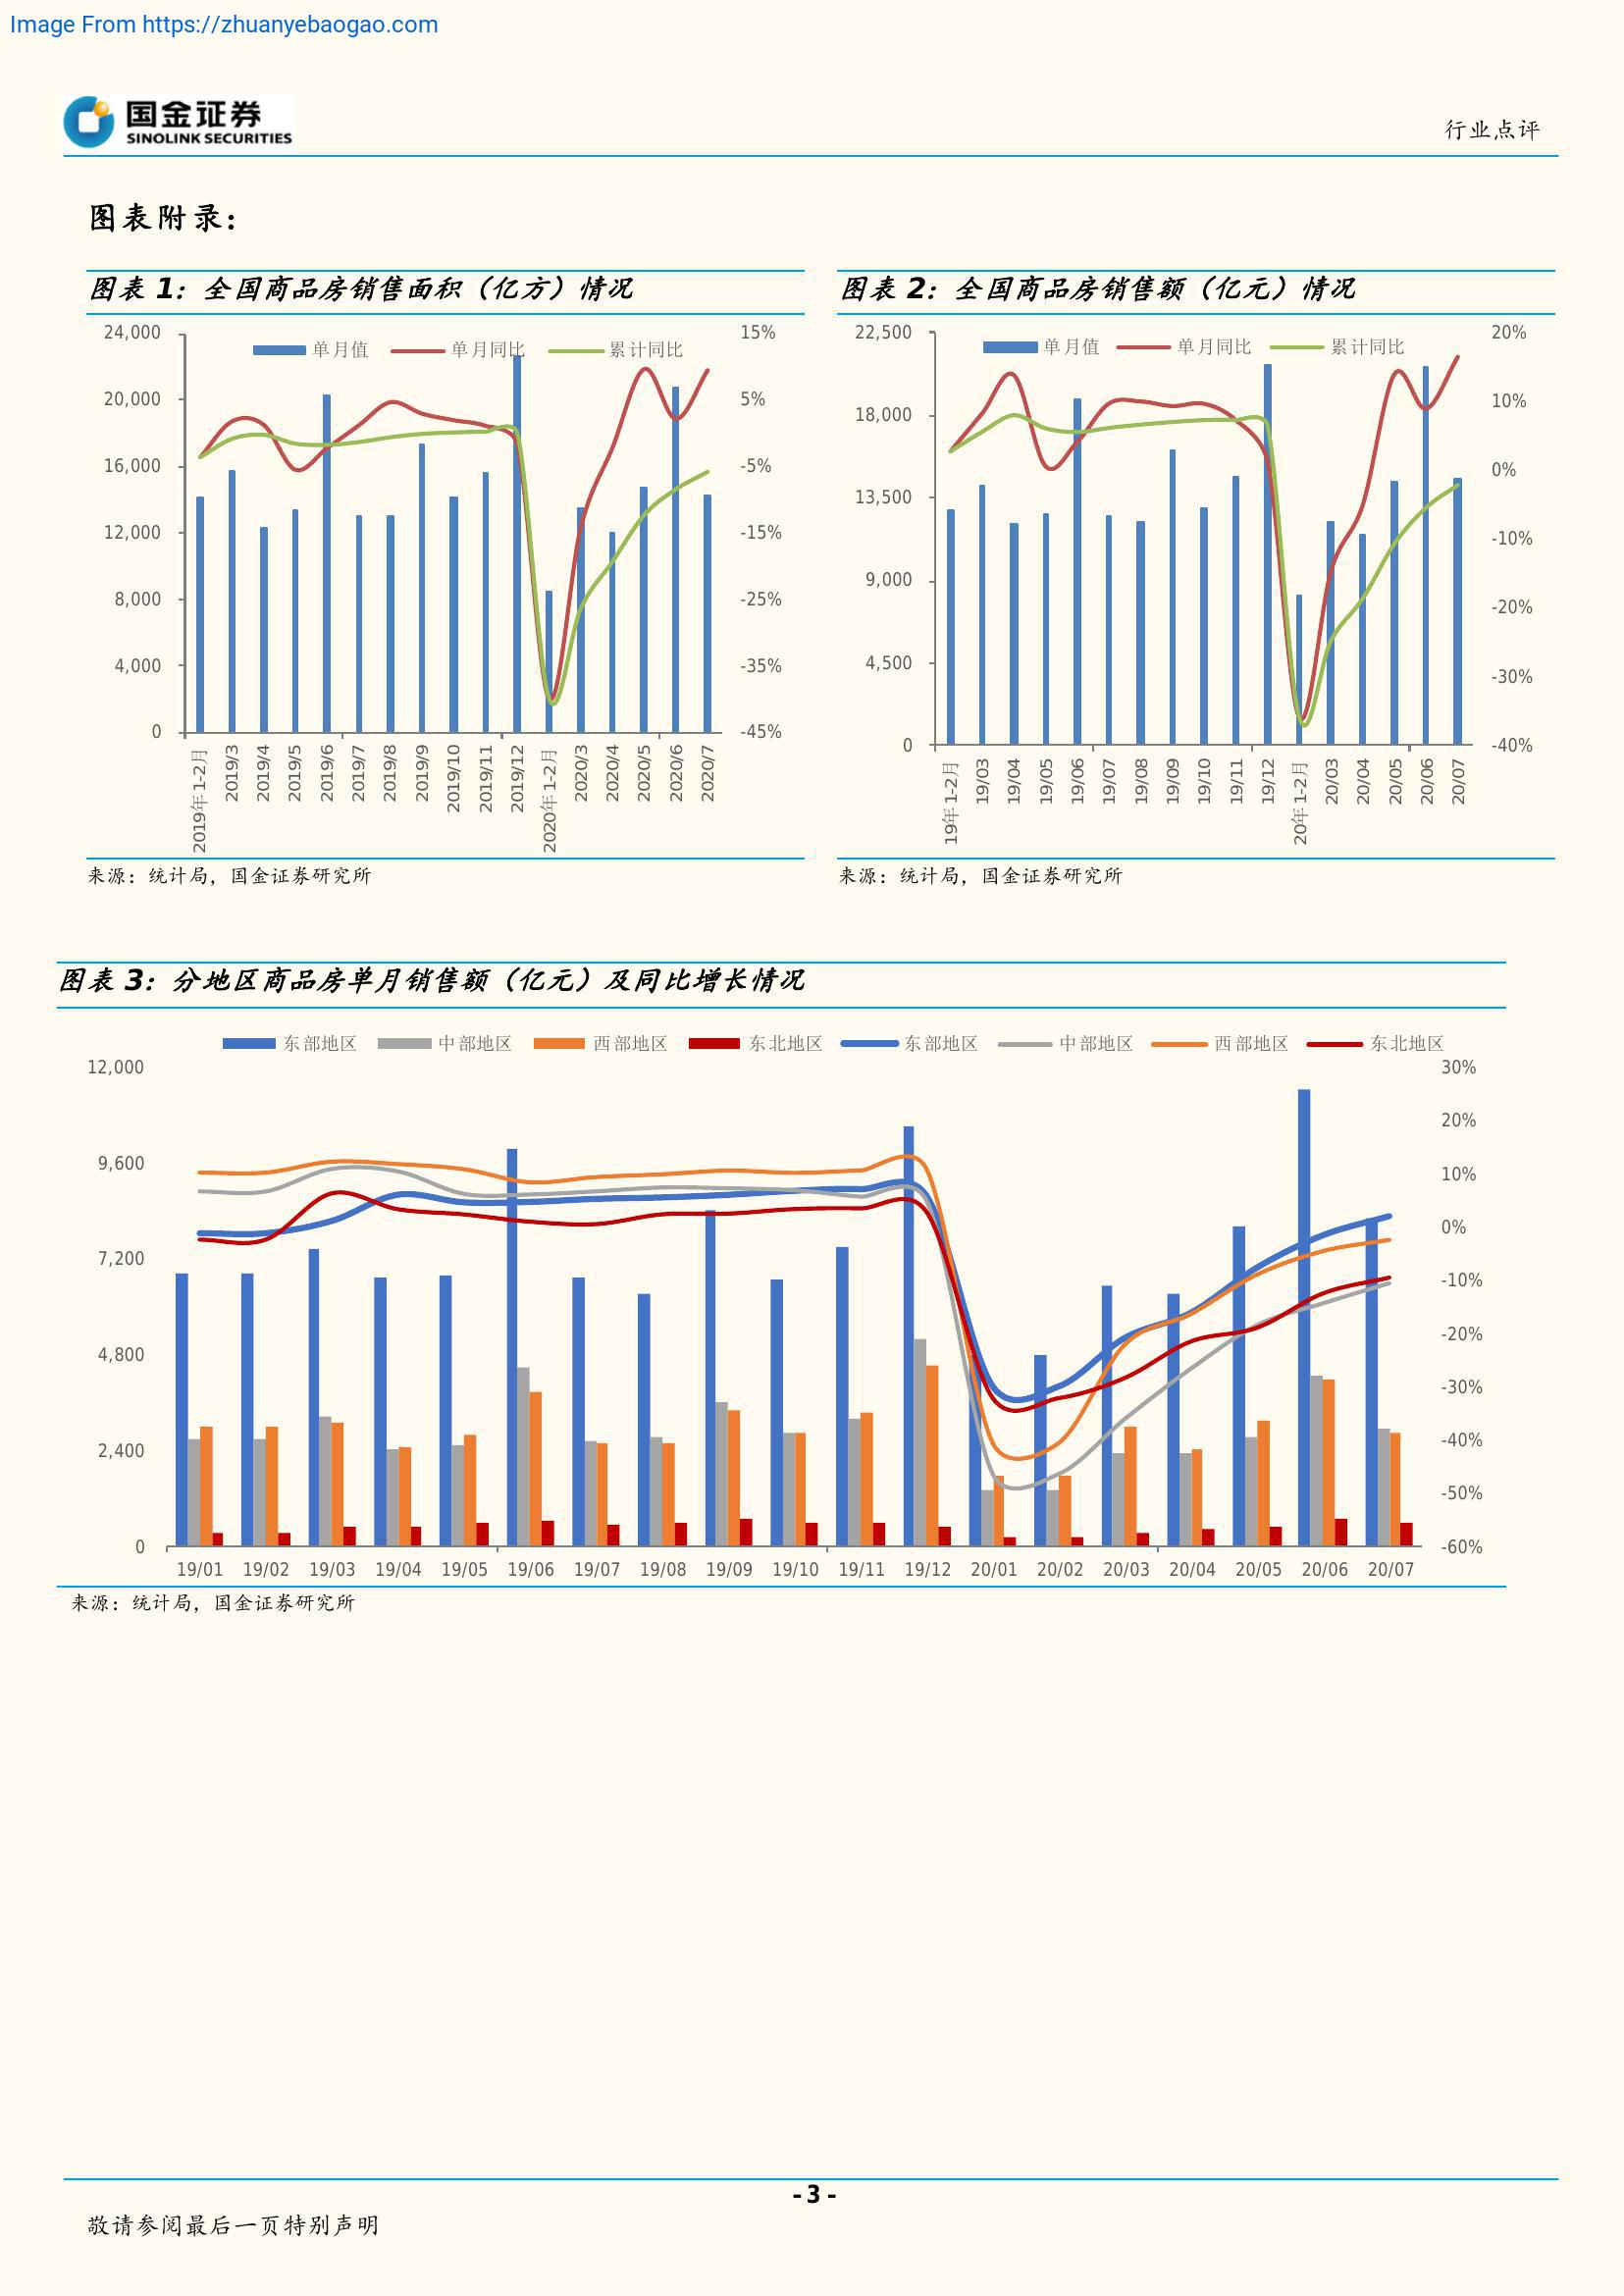 Image From https://zhuanyebaogao.com
国金证券
SINOLINK SECURITIES
行业点评
图表附录：
图表 1：全国商品房销售面积（亿方）情况
24,000
20,000
16,000
12,000
8,000
4,000
0
单月值 单月同比 累计同比
15%
5%
-5%
-15%
-25%
-35%
-45%
2019年1-2月 2019/3 2019/4 2019/5 2019/6 2019/7 2019/8 2019/9 2019/10 2019/11 2019/12 2020年1-2月 2020/3 2020/4 2020/5 2020/6 2020/7
来源：统计局，国金证券研究所
图表 2：全国商品房销售额（亿元）情况
22,500
18,000
13,500
9,000
4,500
0
单月值 单月同比 累计同比
20%
10%
0%
-10%
-20%
-30%
-40%
19年1-2月 19/03 19/04 19/05 19/06 19/07 19/08 19/09 19/10 19/11 19/12 20年1-2月 20/03 20/04 20/05 20/06 20/07
来源：统计局，国金证券研究所
图表 3：分地区商品房单月销售额（亿元）及同比增长情况
东部地区 中部地区 西部地区 东北地区 东部地区 中部地区 西部地区 东北地区
12,000
9,600
7,200
4,800
2,400
0
30%
20%
10%
0%
-10%
-20%
-30%
-40%
-50%
-60%
19/01 19/02 19/03 19/04 19/05 19/06 19/07 19/08 19/09 19/10 19/11 19/12 20/01 20/02 20/03 20/04 20/05 20/06 20/07
来源：统计局，国金证券研究所
- 3 -
敬请参阅最后一页特别声明